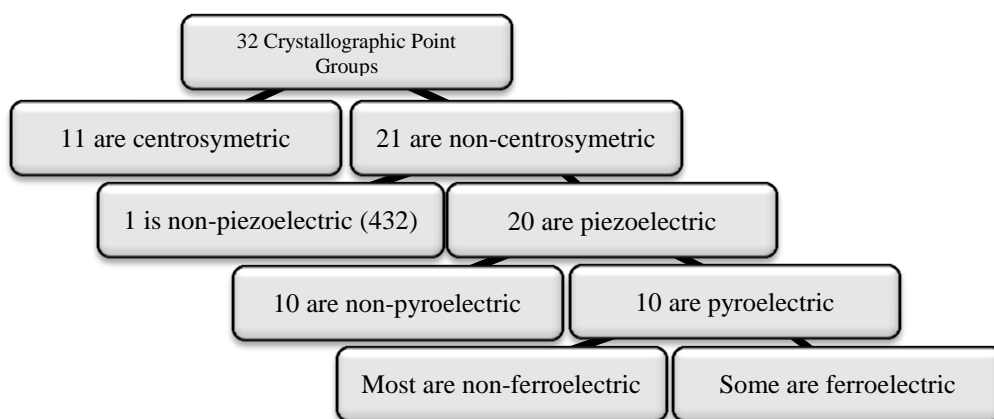 32 Crystallographic Point
Groups
11 are centrosymetric
21 are non-centrosymetric
1 is non-piezoelectric (432)
20 are piezoelectric
10 are non-pyroelectric
10 are pyroelectric
Most are non-ferroelectric
Some are ferroelectric